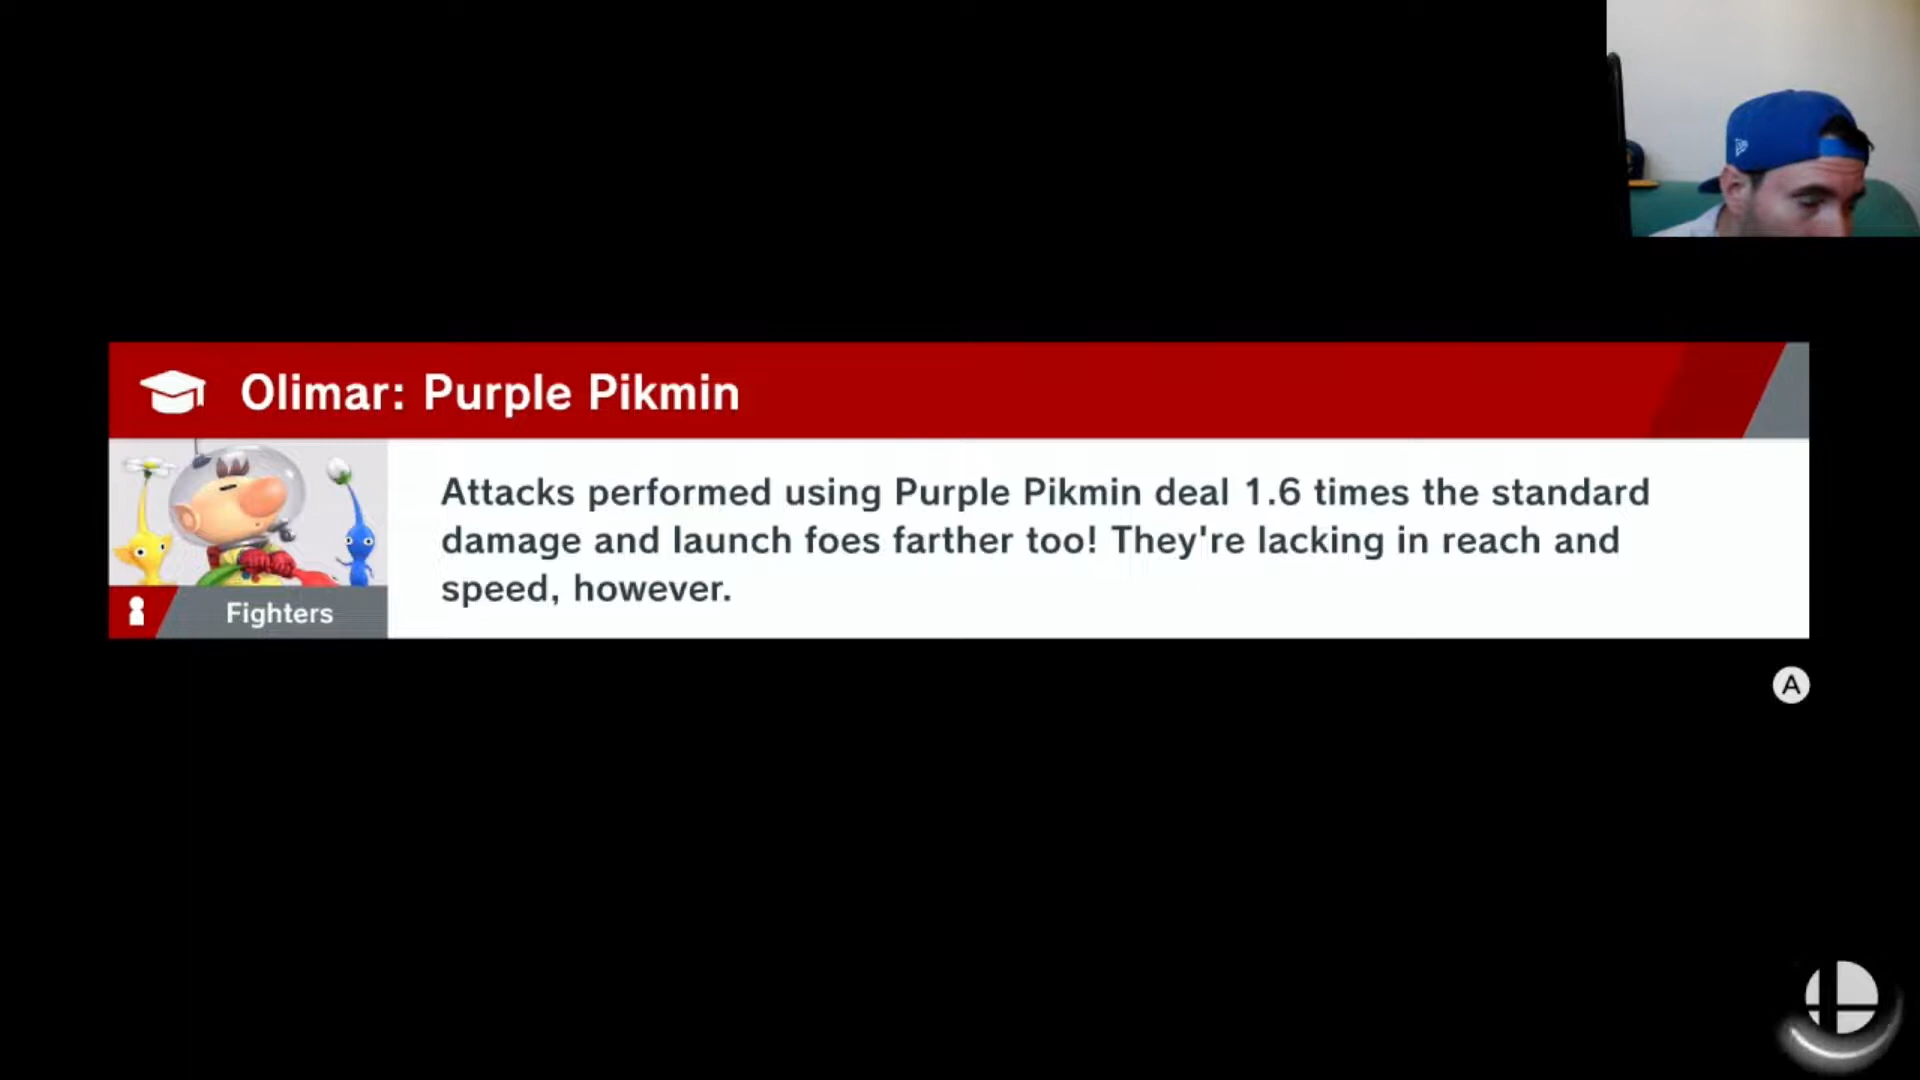 Olimar: Purple Pikmin
Attacks performed using Purple Pikmin deal 1.6 times the standard
damage and launch foes farther too! They're lacking in reach and
speed, however.
Fighters
A